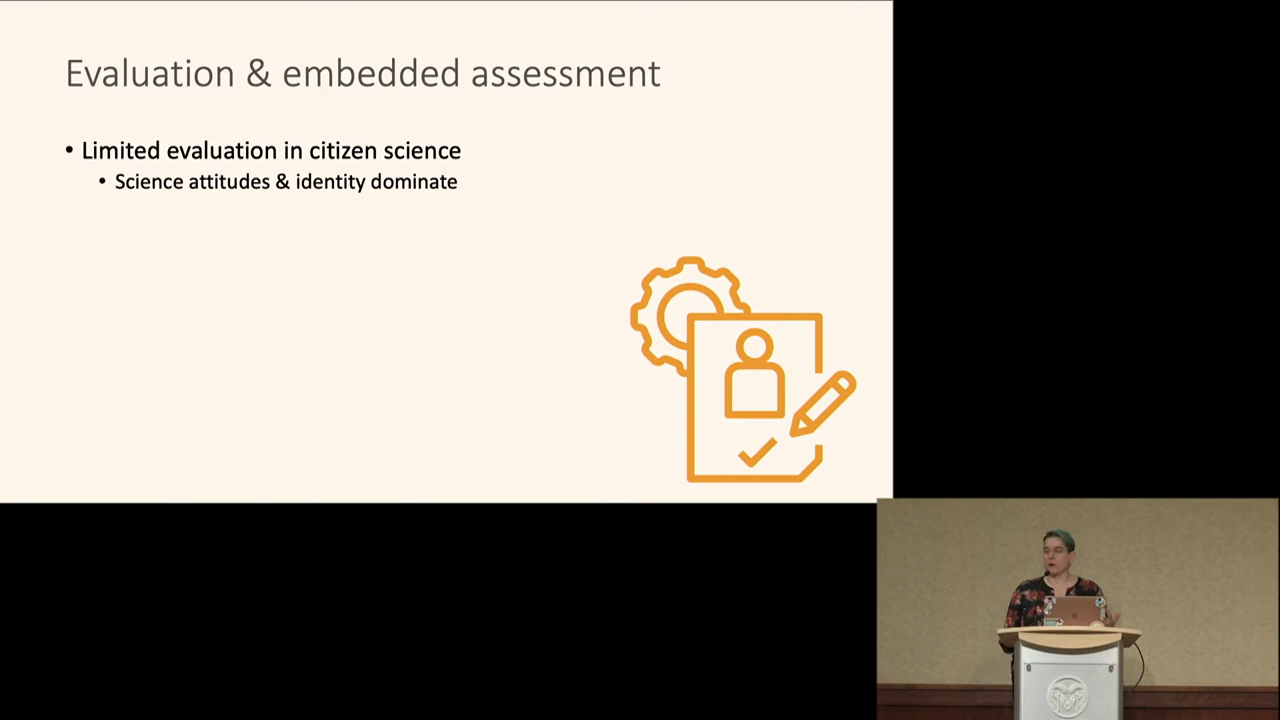 Evaluation & embedded assessment
• Limited evaluation in citizen science
• Science attitudes & identity dominate